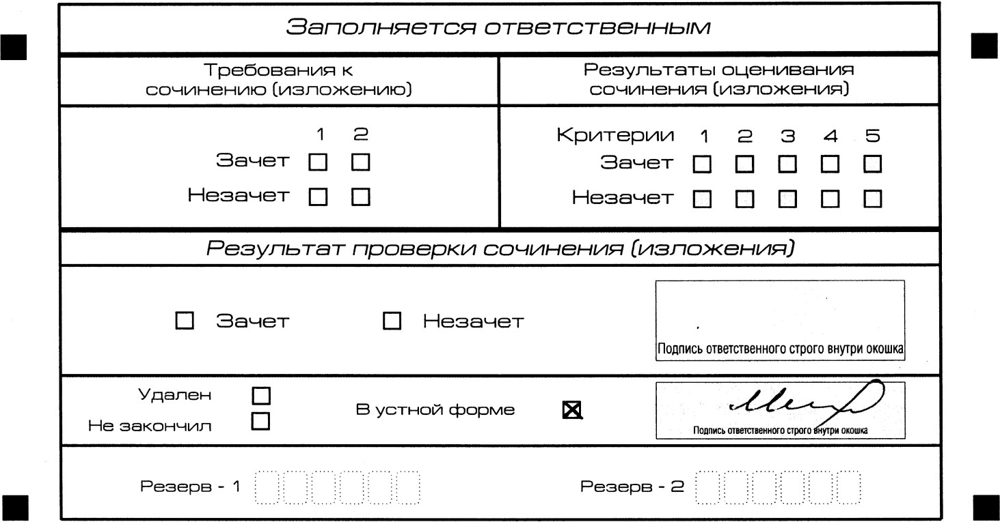 Заполняется ответственным
Требования к
сочинению (изложению)
Результаты оценивания
сочинения (изложения)
1 2
Зачет
Незачет
Критерии 1 2 3 4 5
Зачет
Незачет
Результат проверки сочинения (изложения)
Зачет
Незачет
Подпись ответственного строго внутри окошка
Удален
Не закончил
В устной форме
Подпись ответственного строго внутри окошка
Резерв - 1
Резерв - 2